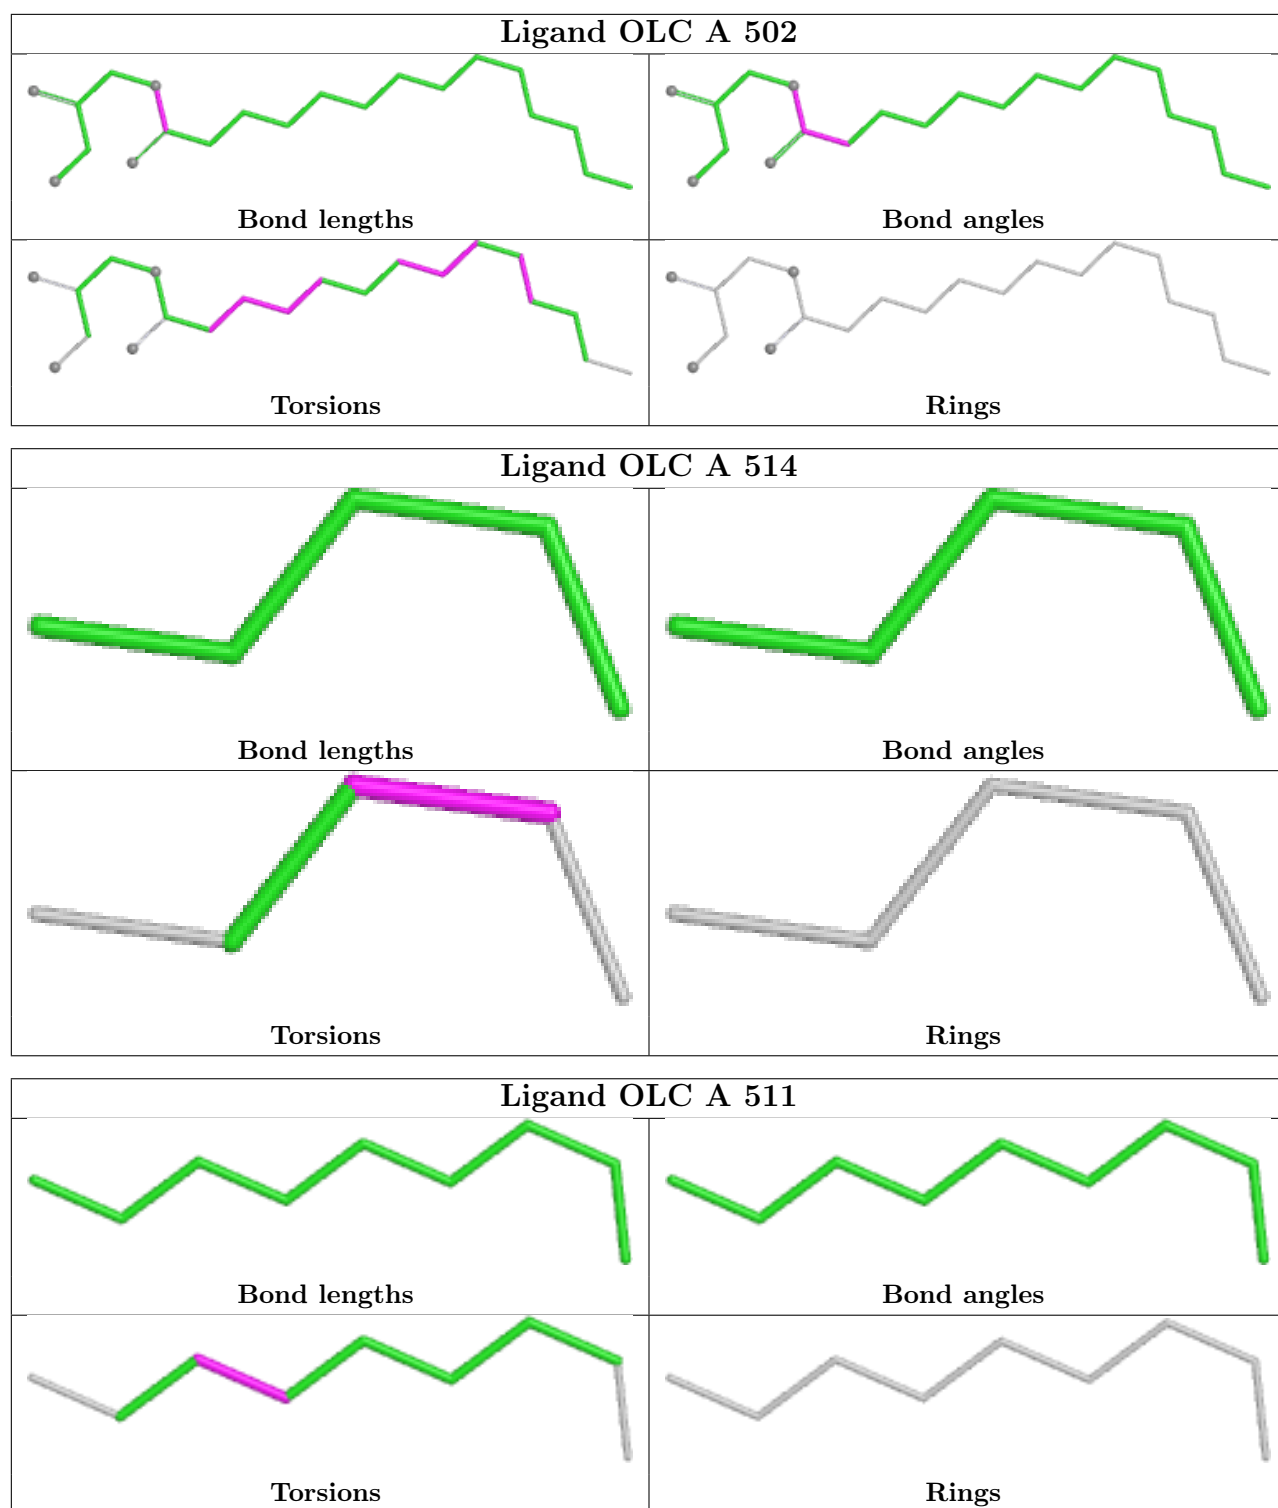 Ligand OLC A 502
Bond lengths
Bond angles
Torsions
Rings
Ligand OLC A 514
Bond lengths
Bond angles
Torsions
Rings
Ligand OLC A 511
Bond lengths
Bond angles
Torsions
Rings